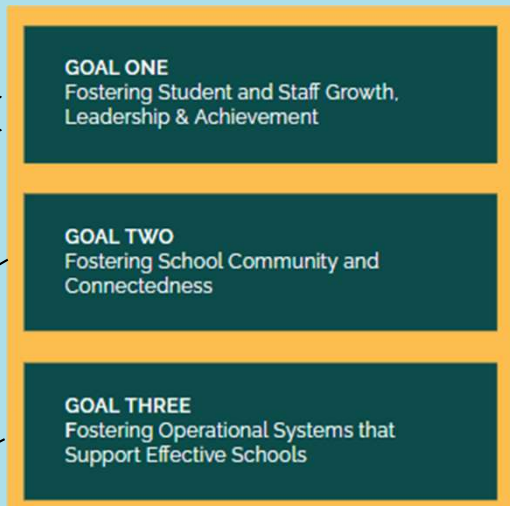 GOAL ONE
Fostering Student and Staff Growth,
Leadership & Achievement
GOAL TWO
Fostering School Community and
Connectedness
GOAL THREE
Fostering Operational Systems that
Support Effective Schools